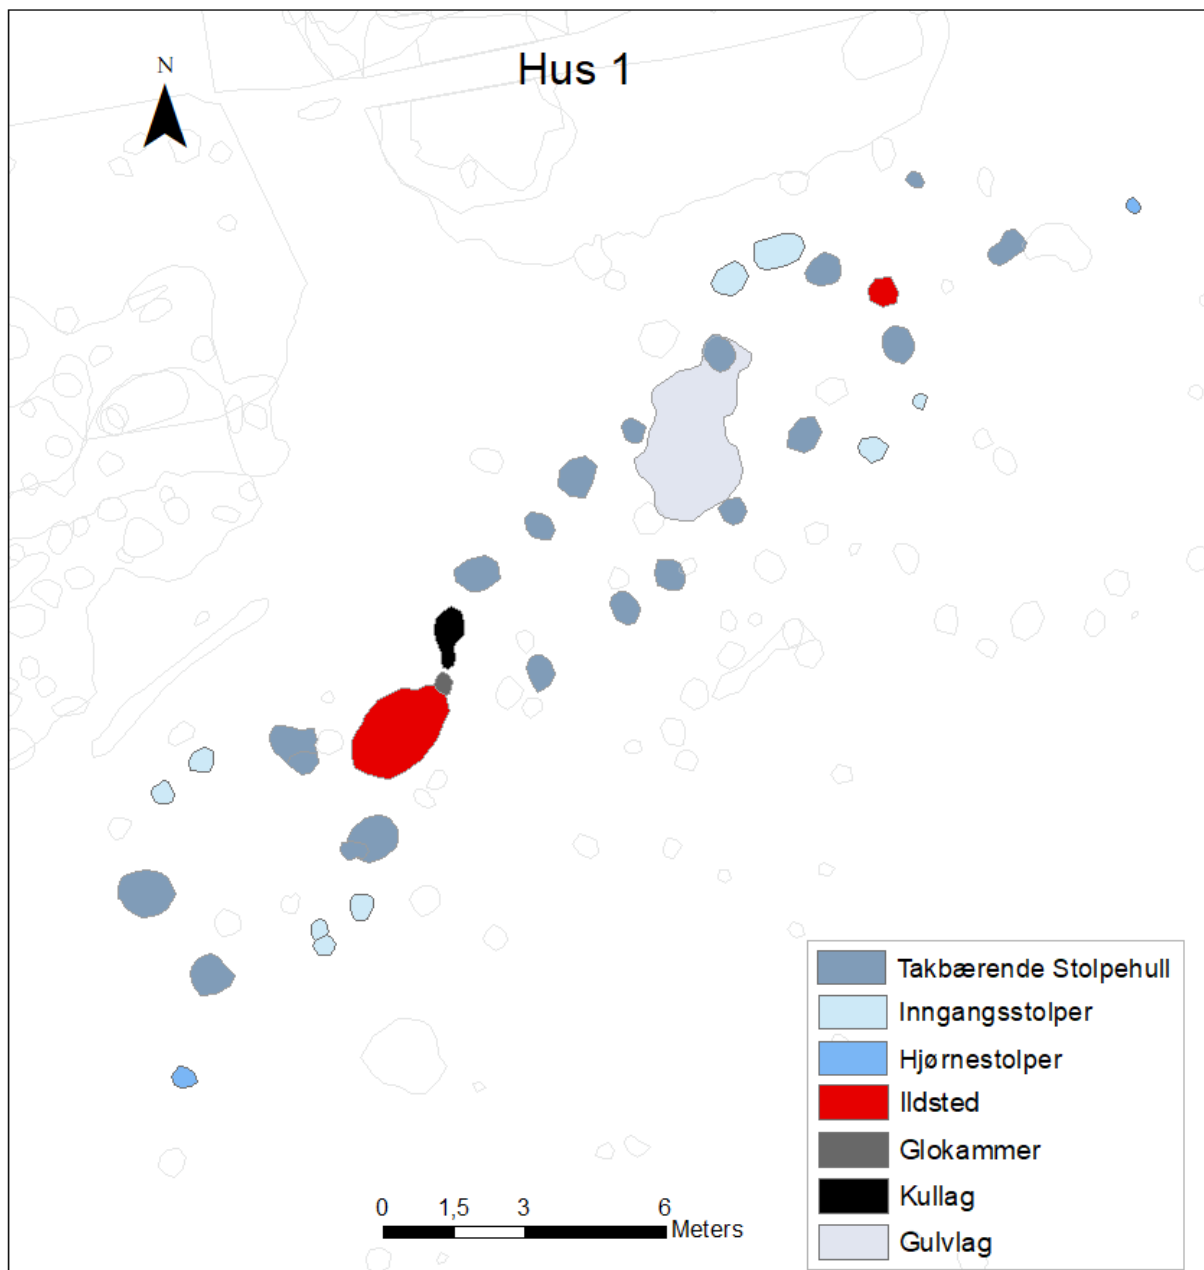 Hus 1
N
Takbærende Stolpehull
Inngangsstolper
Hjørnestolper
Ildsted
Glokammer
Kullag
Gulvlag
0 1,5 3 6
Meters